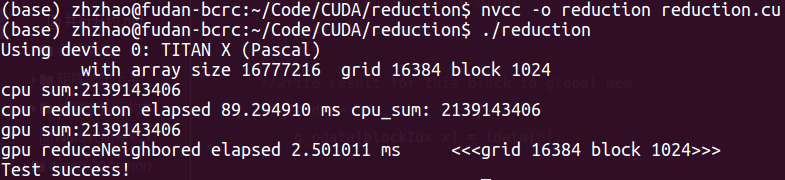 (base) zhzhao@fudan-bcrc:~/Code/CUDA/reduction$ nvcc -o reduction reduction.cu
(base) zhzhao@fudan-bcrc:~/Code/CUDA/reduction$ ./reduction
Using device 0: TITAN X (Pascal)
with array size 16777216  grid 16384 block 1024
cpu sum:2139143406
cpu reduction elapsed 89.294910 ms cpu_sum: 2139143406
gpu sum:2139143406
gpu reduceNeighbored elapsed 2.501011 ms     <<<grid 16384 block 1024>>>
Test success!